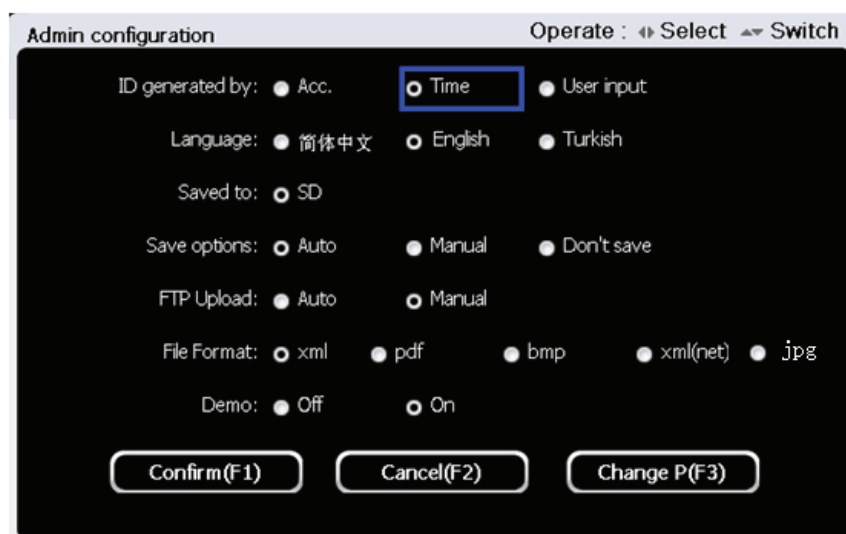 Admin configuration Operate : Select Switch
ID generated by: Acc. Time User input
Language: 简体中文 English Turkish
Saved to: SD
Save options: Auto Manual Don't save
FTP Upload: Auto Manual
File Format: xml pdf bmp xml(net) jpg
Demo: Off On
Confirm(F1) Cancel(F2) Change P(F3)